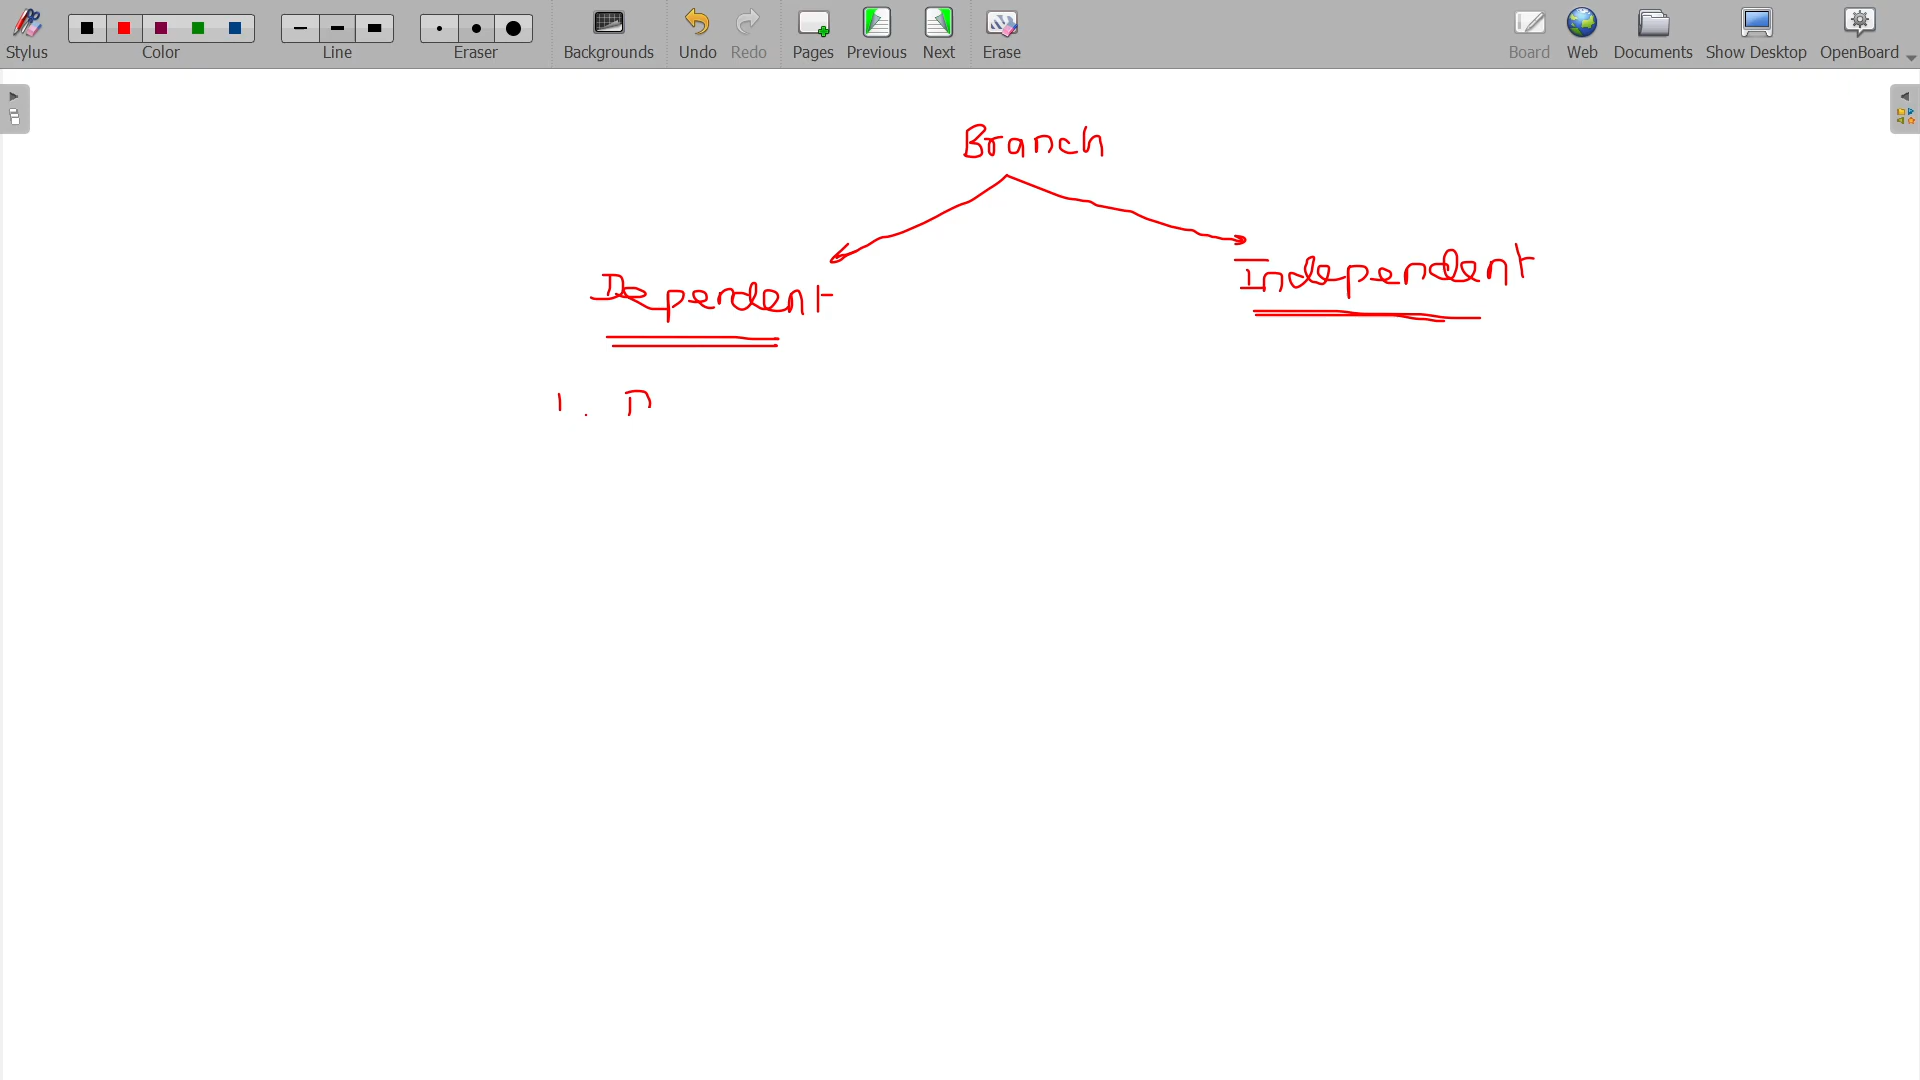 Stylus Color Line Eraser Backgrounds Undo Redo Pages Previous Next Erase Board Web Documents Show Desktop OpenBoard
Branch
Dependent Independent
1.